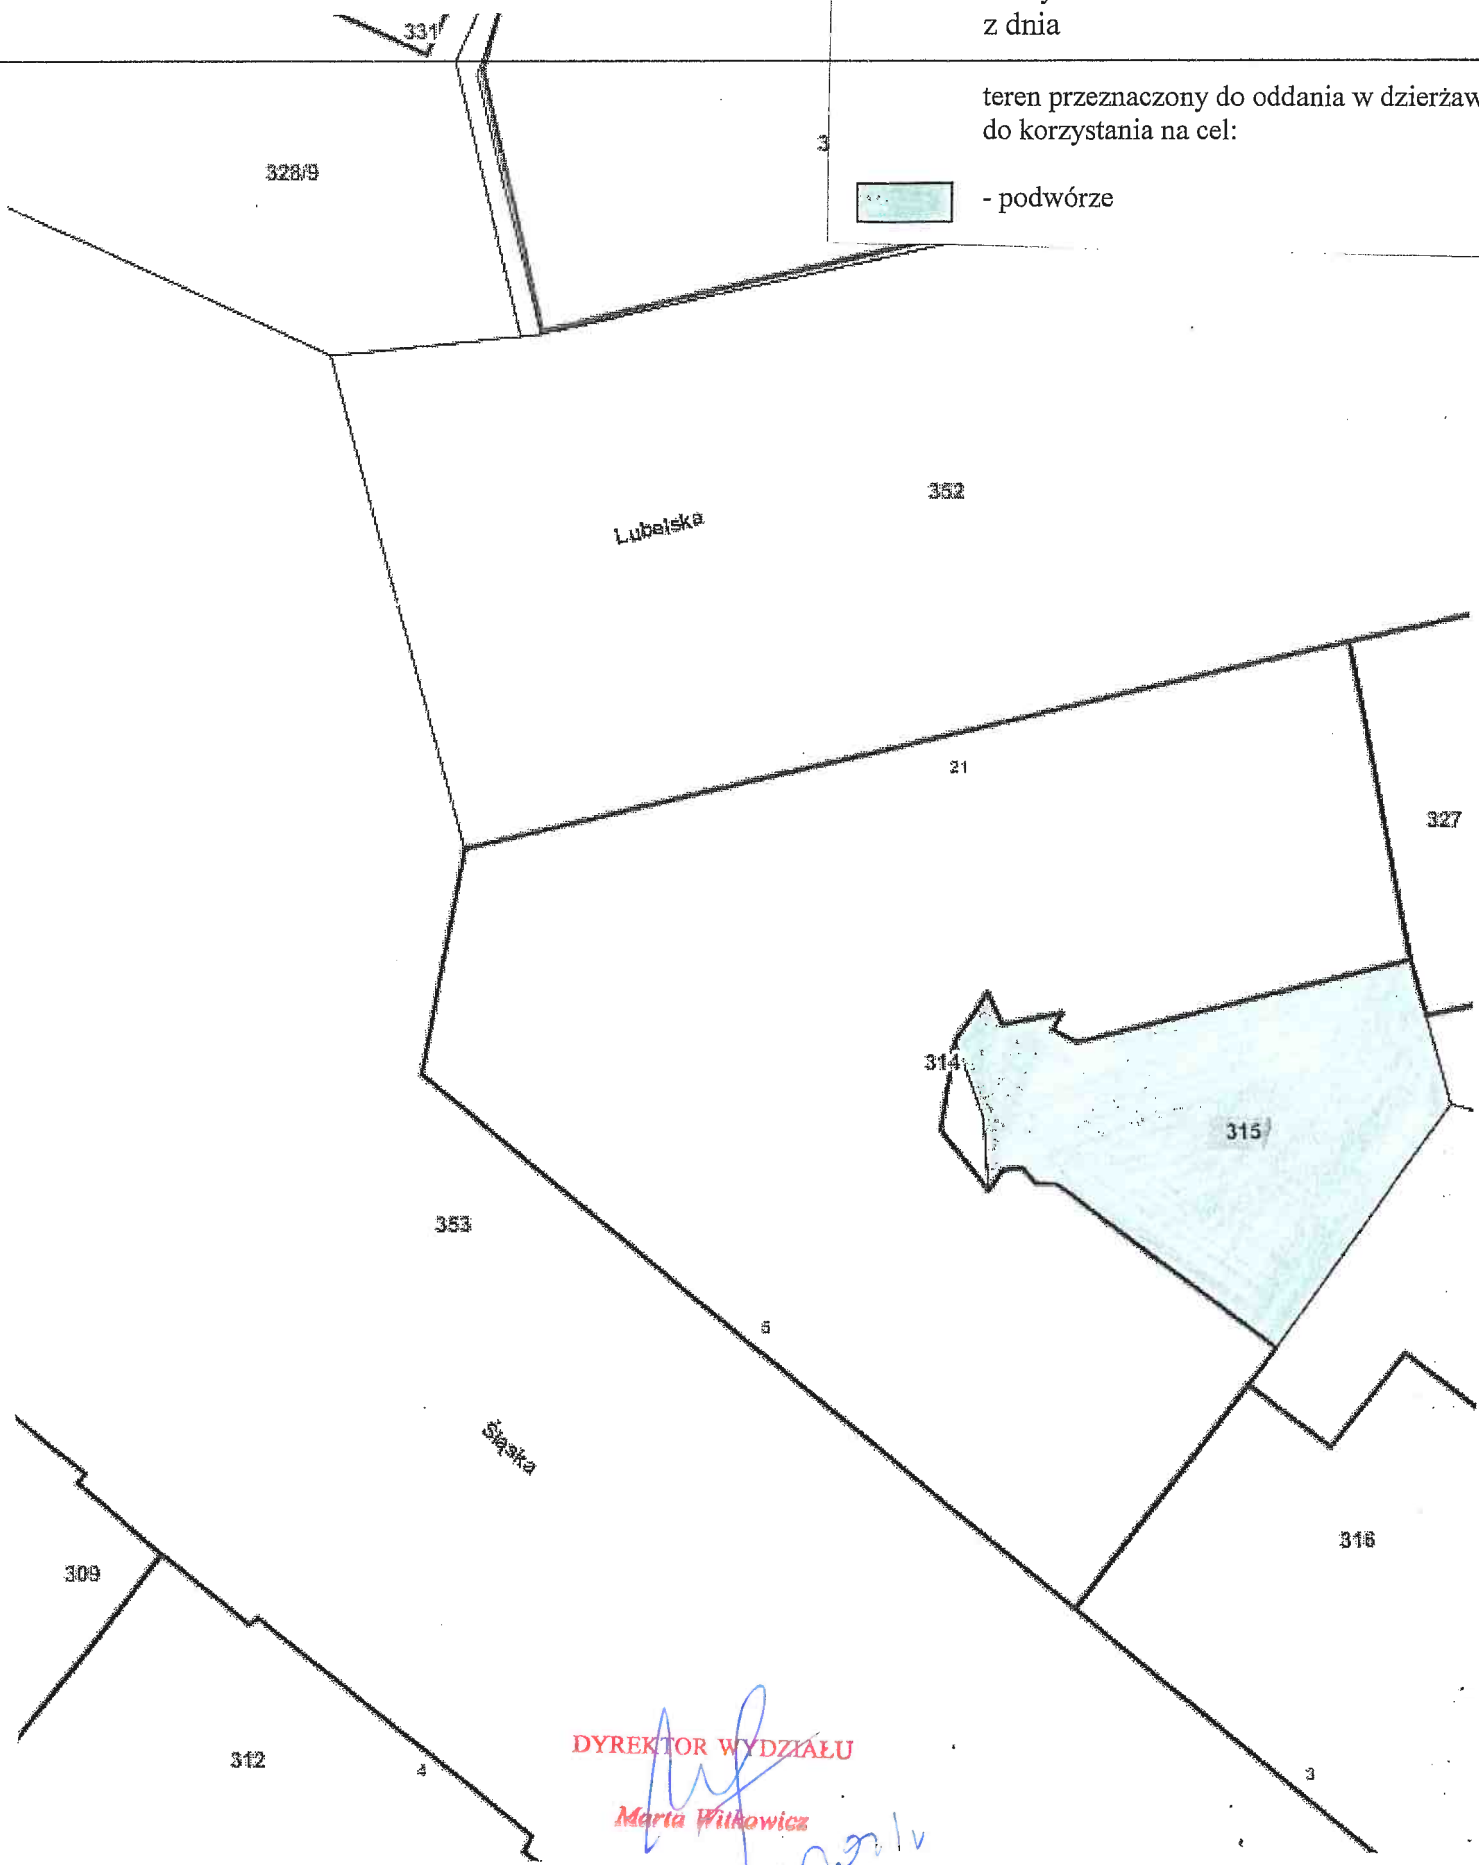 z dnia
331
teren przeznaczony do oddania w dzierżaw
do korzystania na cel:
3
328/9
- podwórze
352
Lubelska
21
327
314
315
353
5
Śląska
316
309
312
4
3
DYREKTOR WYDZIAŁU
Marta Witkowicz